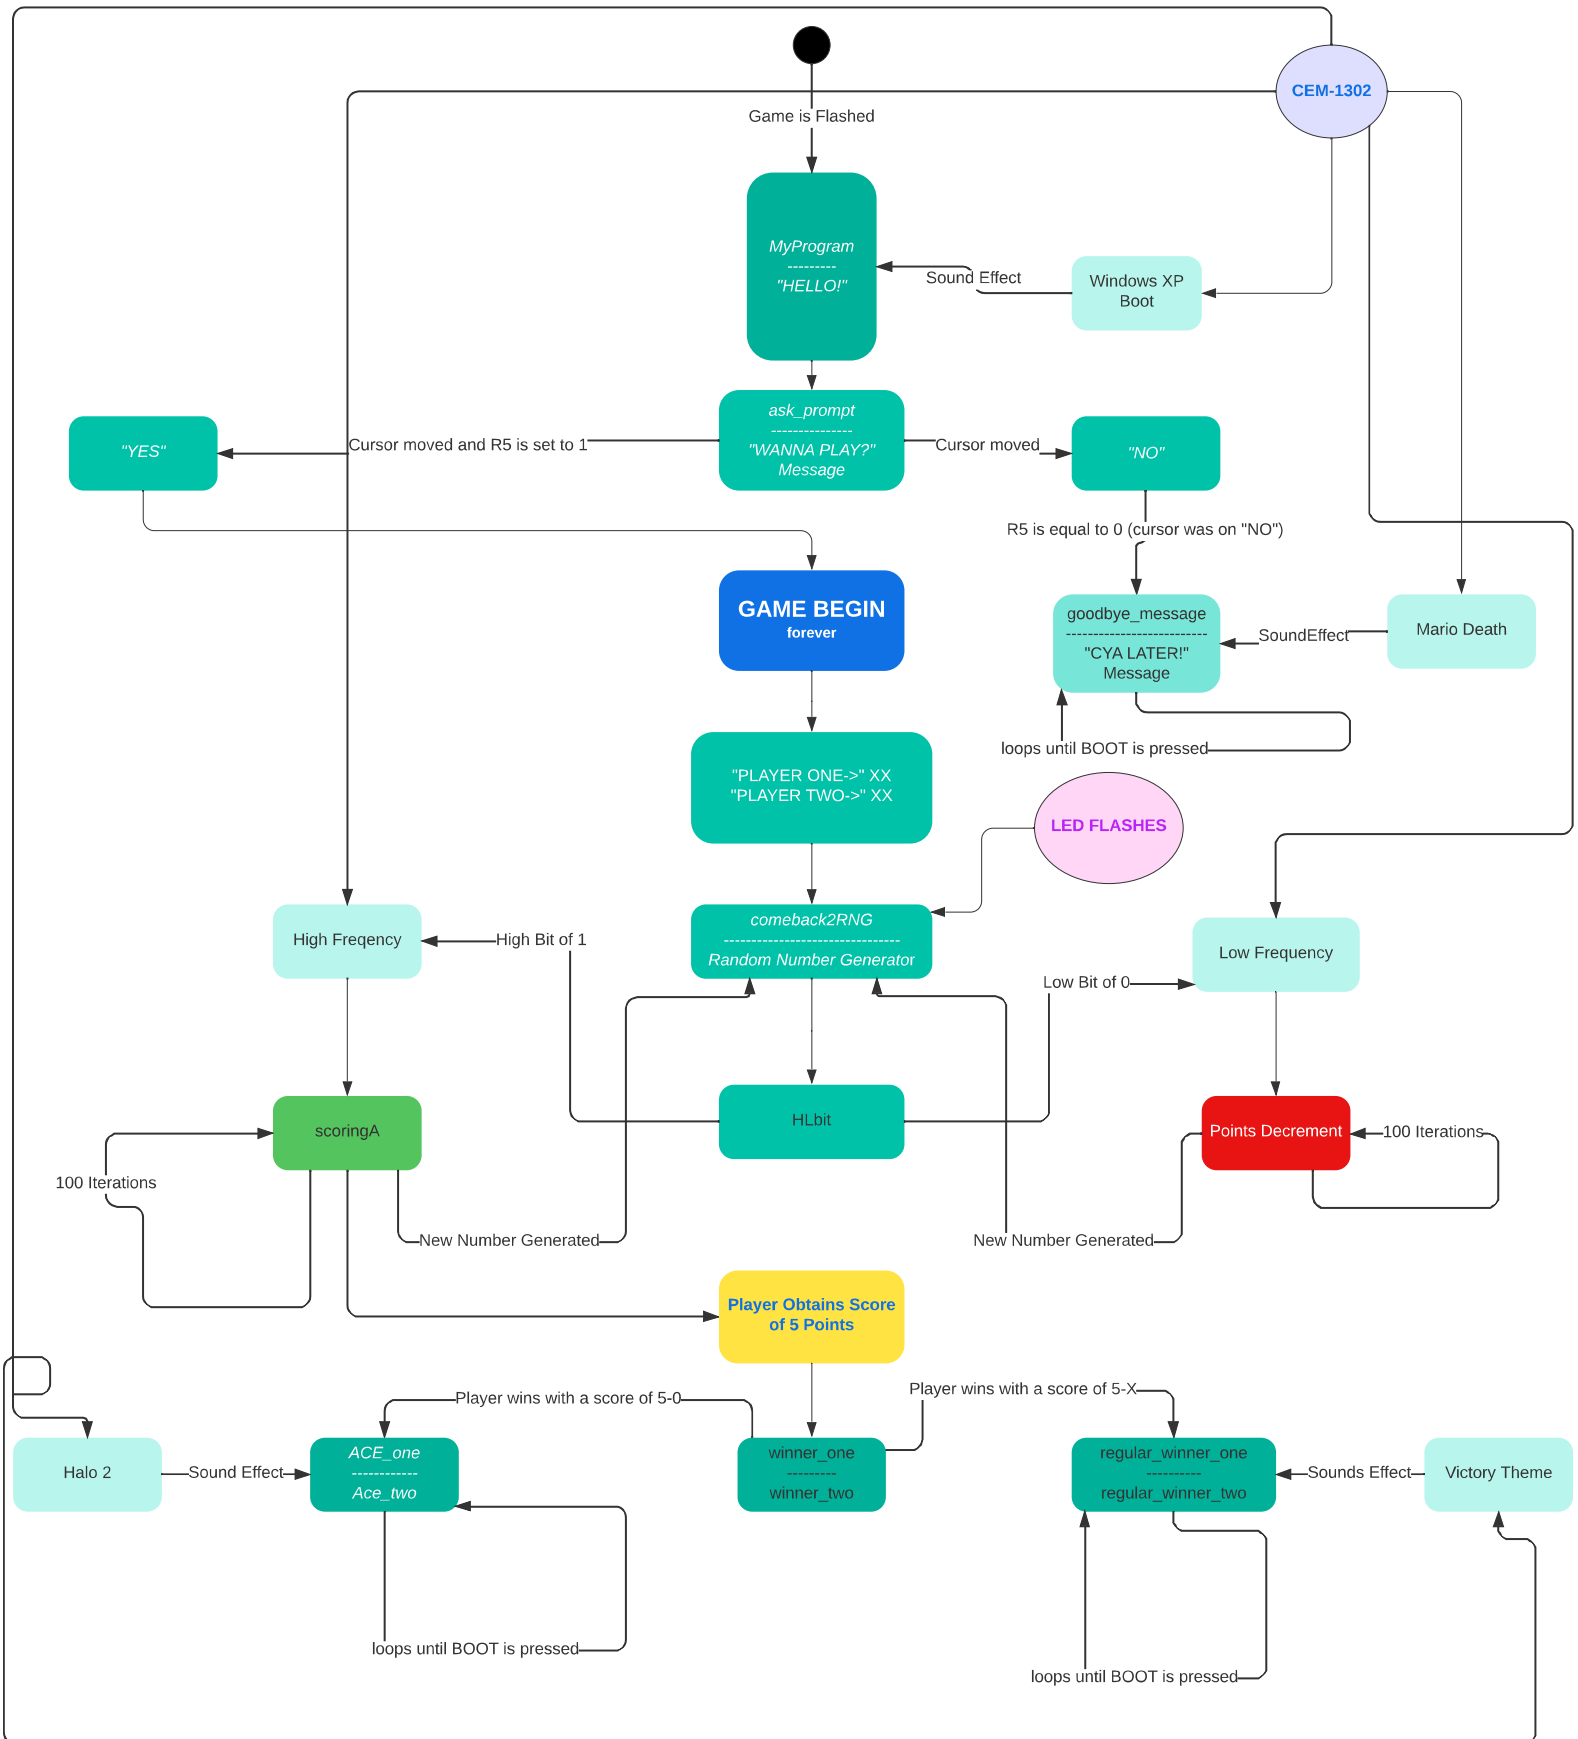 CEM-1302
Game is Flashed
MyProgram
---------
"HELLO!"
Sound Effect
Windows XP
Boot
ask_prompt
---------------
"WANNA PLAY?"
Message
"YES"
Cursor moved and R5 is set to 1
Cursor moved
"NO"
R5 is equal to 0 (cursor was on "NO")
GAME BEGIN
forever
goodbye_message
--------------------------
"CYA LATER!"
Message
SoundEffect
Mario Death
loops until BOOT is pressed
"PLAYER ONE->" XX
"PLAYER TWO->" XX
LED FLASHES
High Freqency
High Bit of 1
comeback2RNG
--------------------------------
Random Number Generator
Low Bit of 0
Low Frequency
scoringA
HLbit
Points Decrement
100 Iterations
100 Iterations
New Number Generated
New Number Generated
Player Obtains Score
of 5 Points
Player wins with a score of 5-0
Player wins with a score of 5-X
Halo 2
Sound Effect
ACE_one
------------
Ace_two
winner_one
---------
winner_two
regular_winner_one
----------
regular_winner_two
Sounds Effect
Victory Theme
loops until BOOT is pressed
loops until BOOT is pressed